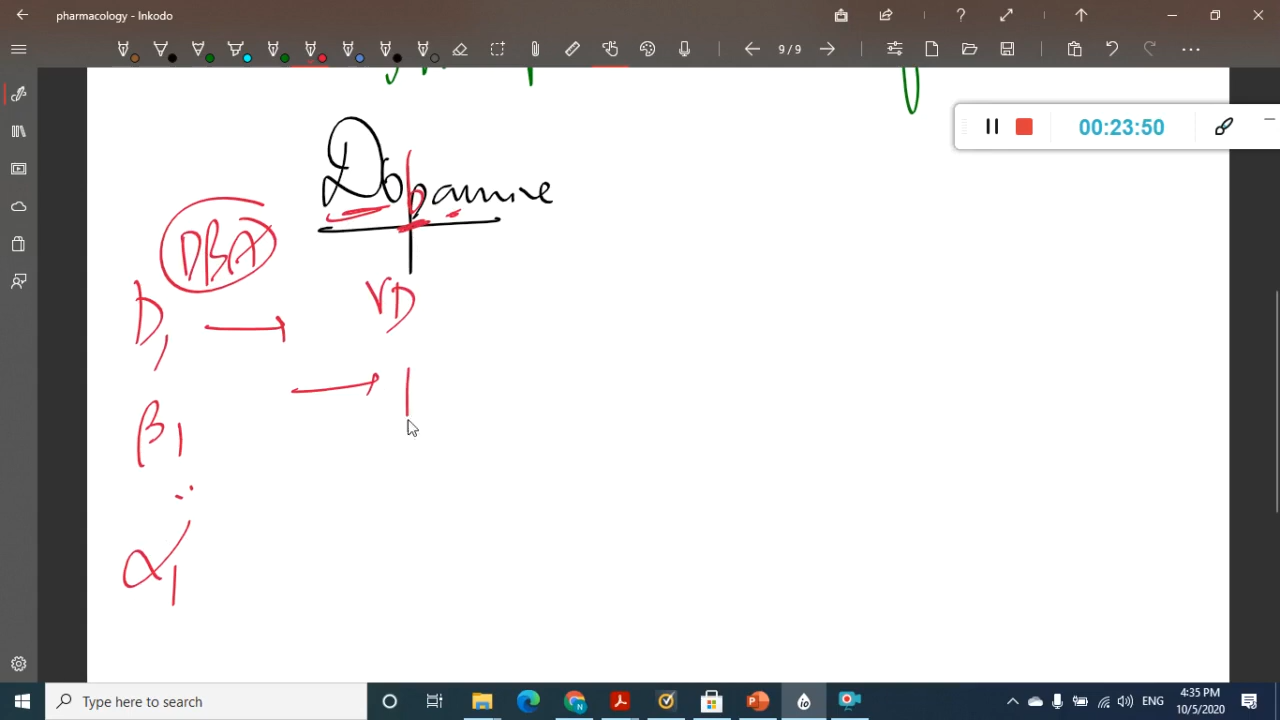 pharmacology - Inkodo
9/9
00:23:50
Dopamine
DBA
D1 → VD
→ |
β1
α1
Type here to search
ENG
4:35 PM
10/5/2020